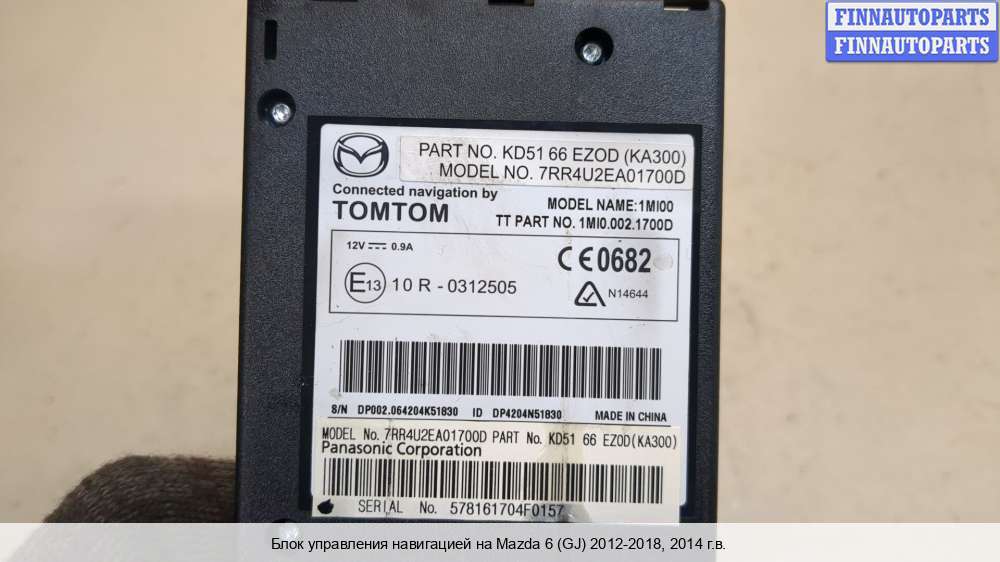 FINNAUTOPARTS
FINNAUTOPARTS
PART NO. KD51 66 EZOD (KA300)
MODEL NO. 7RR4U2EA01700D
Connected navigation by
TOMTOM
MODEL NAME:1MI00
TT PART NO. 1MI0.002.1700D
12V 0.9A
CE0682
E13 10 R - 0312505
N14644
S/N DP002.064204K51830 ID DP4204N51830 MADE IN CHINA
MODEL No. 7RR4U2EA01700D PART No. KD51 66 EZ0D(KA300)
Panasonic Corporation
SERIAL No. 578161704F0157
Блок управления навигацией на Mazda 6 (GJ) 2012-2018, 2014 г.в.